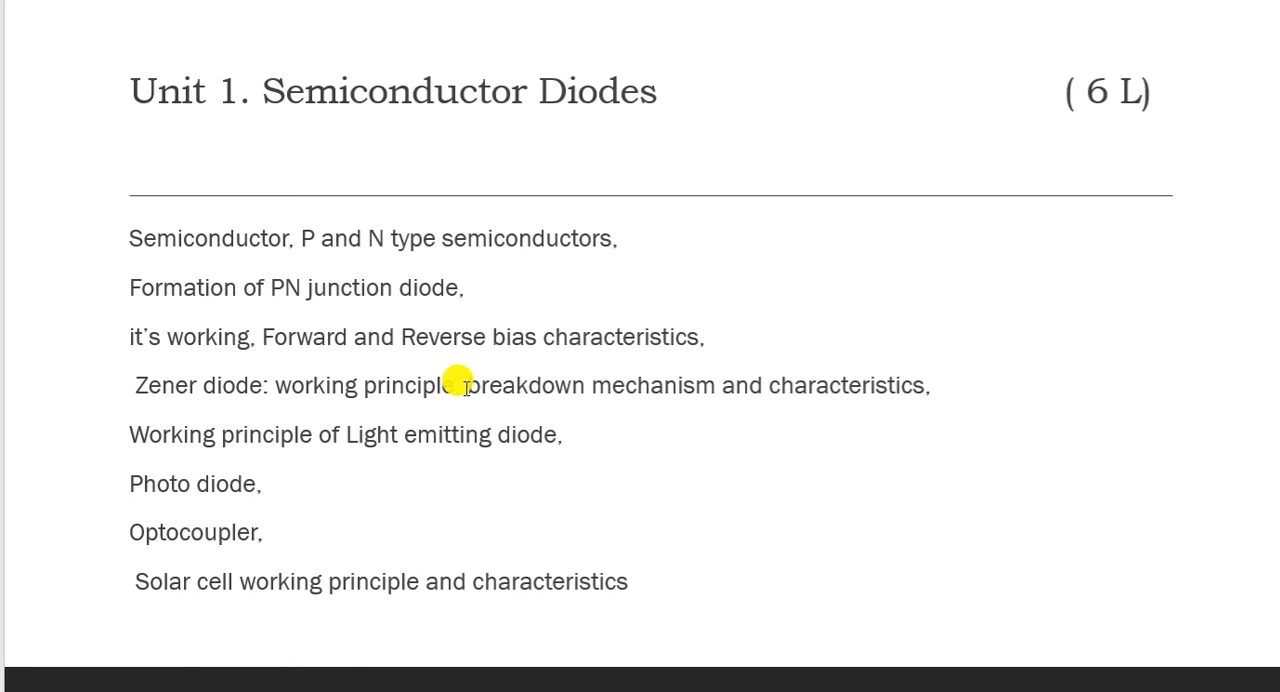 Unit 1. Semiconductor Diodes ( 6 L)
Semiconductor, P and N type semiconductors,
Formation of PN junction diode,
it's working, Forward and Reverse bias characteristics,
Zener diode: working principle, breakdown mechanism and characteristics,
Working principle of Light emitting diode,
Photo diode,
Optocoupler,
Solar cell working principle and characteristics